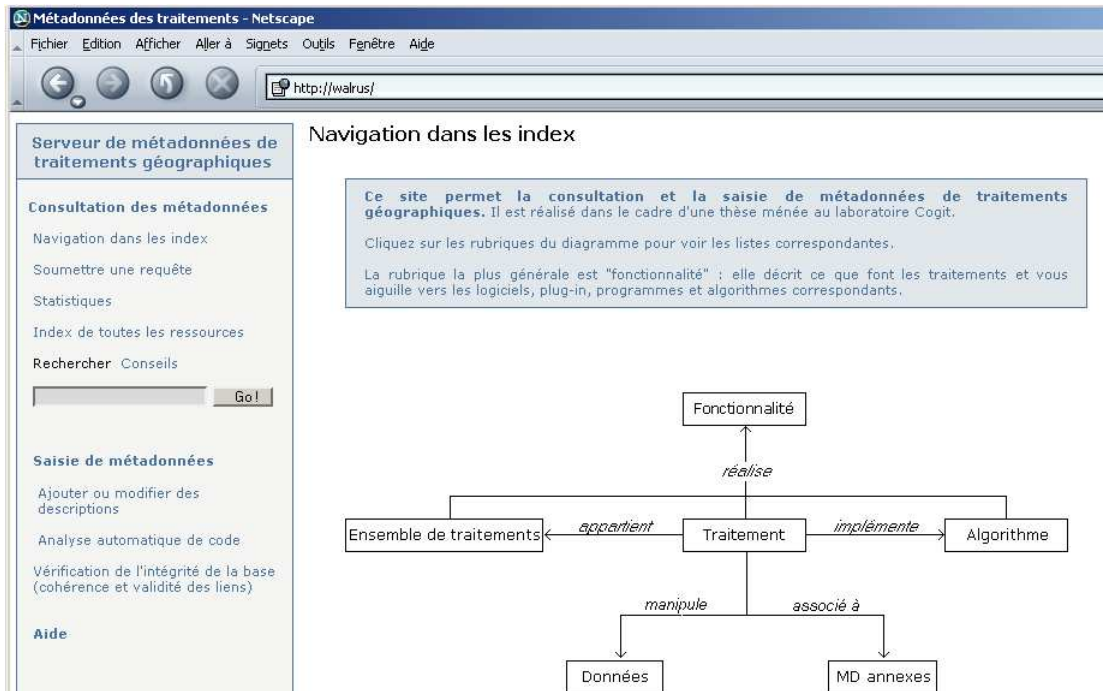 Métadonnées des traitements - Netscape
Fichier Edition Afficher Aller à Signets Outils Fenêtre Aide
http://walrus/
Serveur de métadonnées de
traitements géographiques
Consultation des métadonnées
Navigation dans les index
Soumettre une requête
Statistiques
Index de toutes les ressources
Rechercher Conseils
Go!
Saisie de métadonnées
Ajouter ou modifier des
descriptions
Analyse automatique de code
Vérification de l'intégrité de la base
(cohérence et validité des liens)
Aide
Navigation dans les index
Ce site permet la consultation et la saisie de métadonnées de traitements
géographiques. Il est réalisé dans le cadre d'une thèse ménée au laboratoire Cogit.
Cliquez sur les rubriques du diagramme pour voir les listes correspondantes.
La rubrique la plus générale est "fonctionnalité" : elle décrit ce que font les traitements et vous
aiguille vers les logiciels, plug-in, programmes et algorithmes correspondants.
Fonctionnalité
réalise
Ensemble de traitements appartient Traitement implémente Algorithme
manipule associé à
Données MD annexes